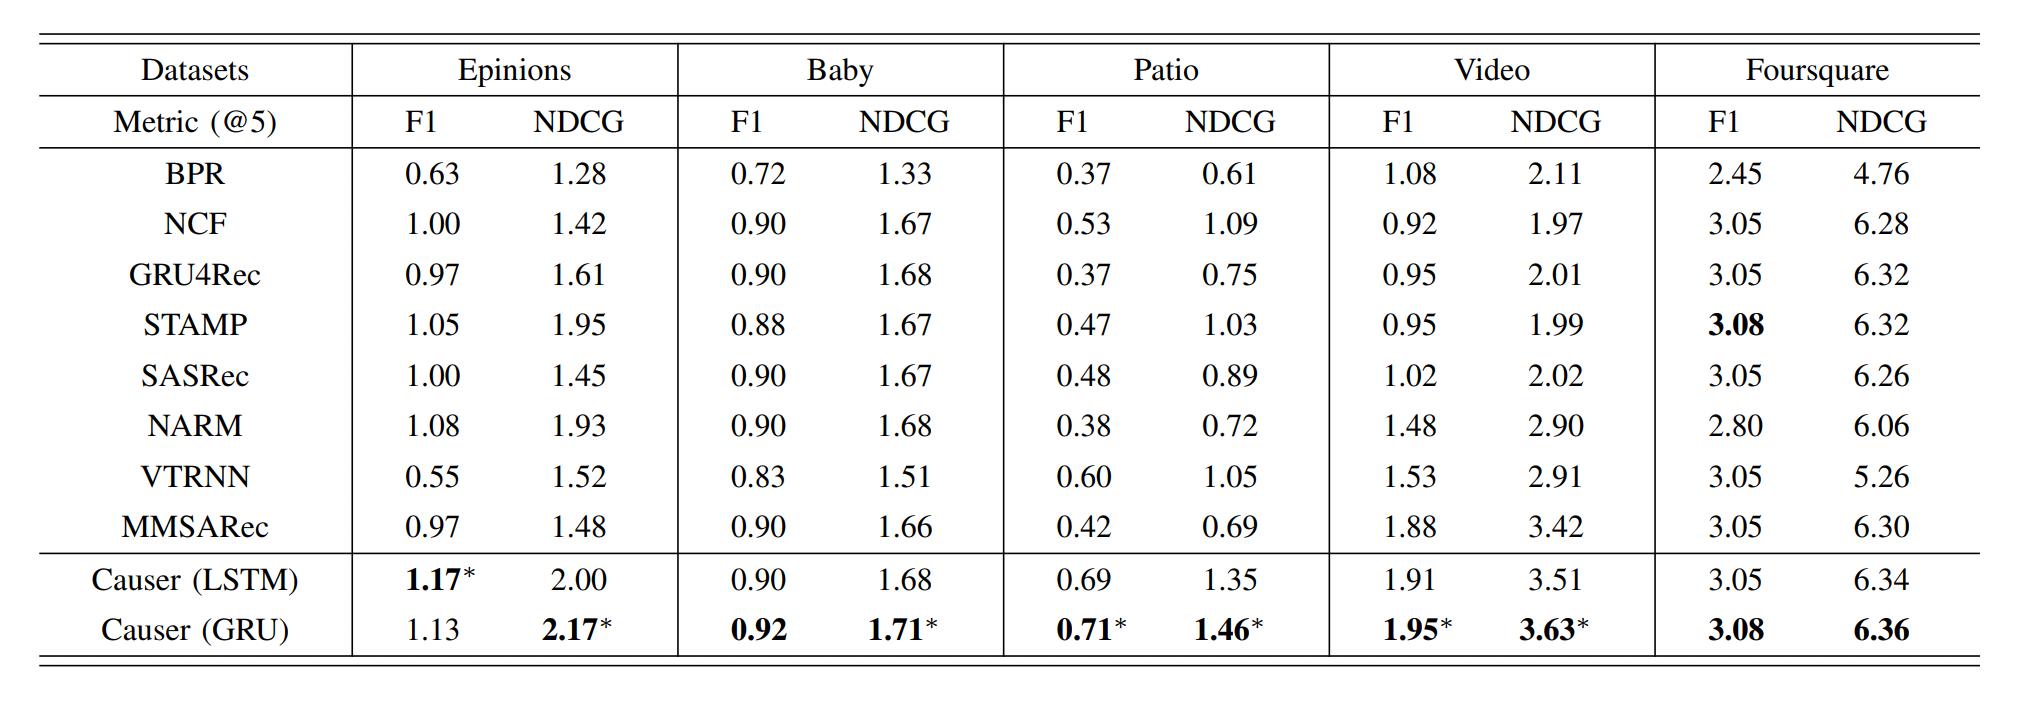 Datasets Epinions Baby Patio Video Foursquare
Metric (@5) F1 NDCG F1 NDCG F1 NDCG F1 NDCG F1 NDCG
BPR 0.63 1.28 0.72 1.33 0.37 0.61 1.08 2.11 2.45 4.76
NCF 1.00 1.42 0.90 1.67 0.53 1.09 0.92 1.97 3.05 6.28
GRU4Rec 0.97 1.61 0.90 1.68 0.37 0.75 0.95 2.01 3.05 6.32
STAMP 1.05 1.95 0.88 1.67 0.47 1.03 0.95 1.99 3.08 6.32
SASRec 1.00 1.45 0.90 1.67 0.48 0.89 1.02 2.02 3.05 6.26
NARM 1.08 1.93 0.90 1.68 0.38 0.72 1.48 2.90 2.80 6.06
VTRNN 0.55 1.52 0.83 1.51 0.60 1.05 1.53 2.91 3.05 5.26
MMSARec 0.97 1.48 0.90 1.66 0.42 0.69 1.88 3.42 3.05 6.30
Causer (LSTM) 1.17* 2.00 0.90 1.68 0.69 1.35 1.91 3.51 3.05 6.34
Causer (GRU) 1.13 2.17* 0.92 1.71* 0.71* 1.46* 1.95* 3.63* 3.08 6.36